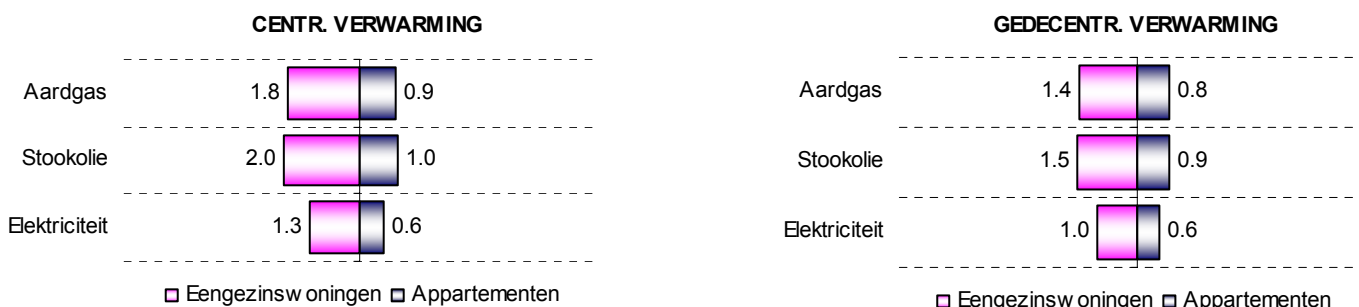 CENTR. VERWARMING
Aardgas 1.8 0.9
Stookolie 2.0 1.0
Elektriciteit 1.3 0.6
Eengezinswoningen Appartementen
GEDECENTR. VERWARMING
Aardgas 1.4 0.8
Stookolie 1.5 0.9
Elektriciteit 1.0 0.6
Eengezinswoningen Appartementen